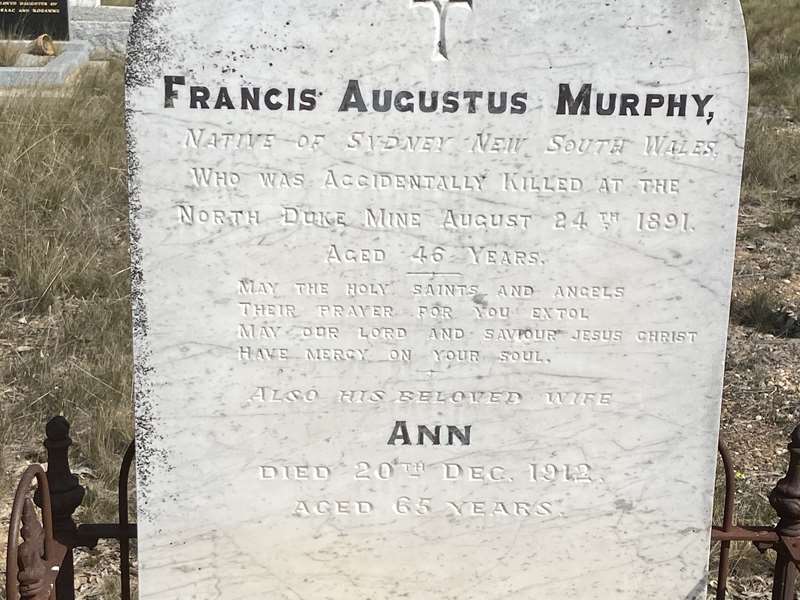 FRANCIS AUGUSTUS MURPHY,
NATIVE OF SYDNEY NEW SOUTH WALES.
WHO WAS ACCIDENTALLY KILLED AT THE
NORTH DUKE MINE AUGUST 24TH 1891.
AGED 46 YEARS.
MAY THE HOLY SAINTS AND ANGELS
THEIR PRAYER FOR YOU EXTOL
MAY OUR LORD AND SAVIOUR JESUS CHRIST
HAVE MERCY ON YOUR SOUL.
ALSO HIS BELOVED WIFE
ANN
DIED 20TH DEC. 1912.
AGED 65 YEARS.
DAUGHTER OF